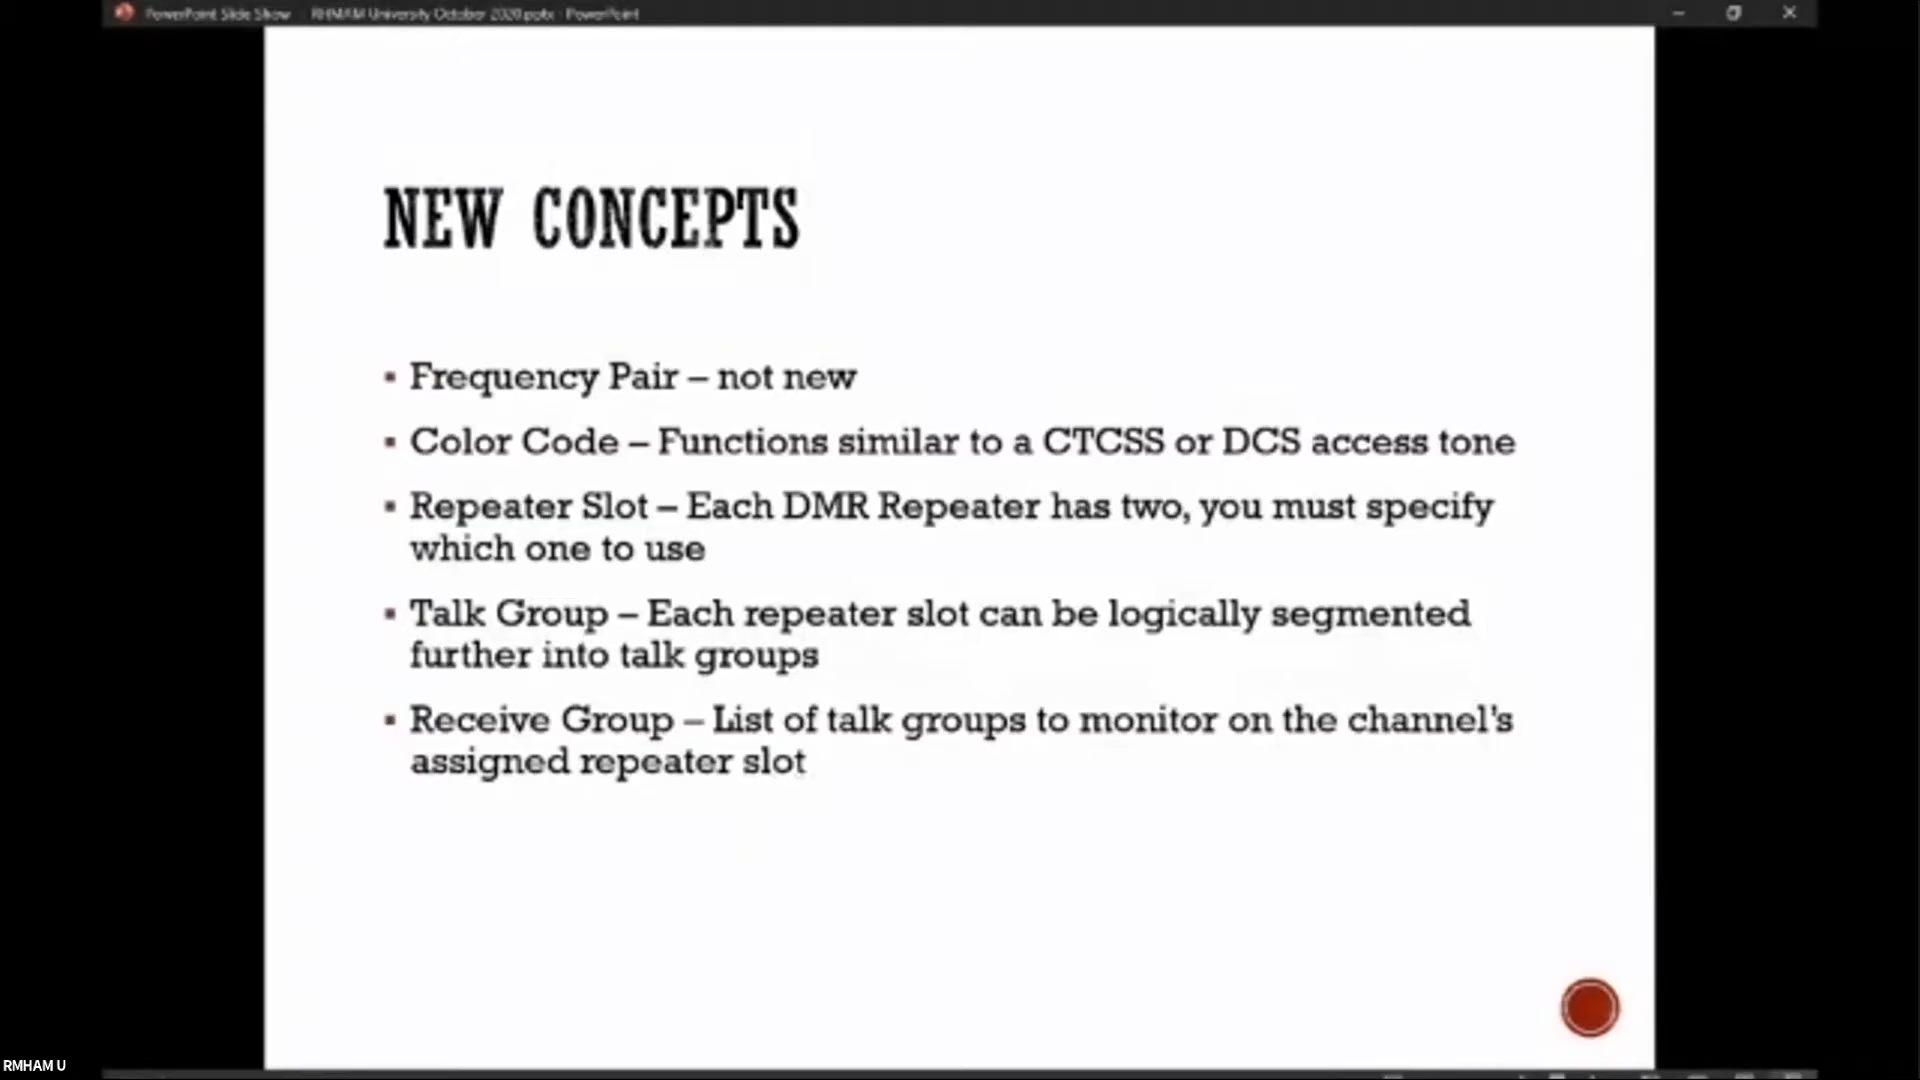 PowerPoint Slide Show - RHMAM University October 2020.pptx - PowerPoint
NEW CONCEPTS
▪ Frequency Pair – not new
▪ Color Code – Functions similar to a CTCSS or DCS access tone
▪ Repeater Slot – Each DMR Repeater has two, you must specify
which one to use
▪ Talk Group – Each repeater slot can be logically segmented
further into talk groups
▪ Receive Group – List of talk groups to monitor on the channel's
assigned repeater slot
RMHAM U